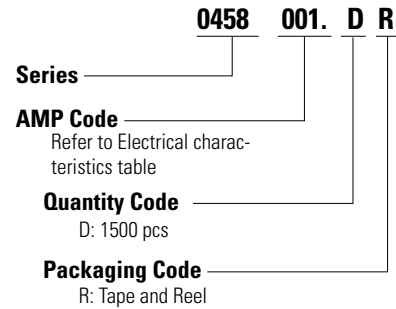 0458 001. D R
Series
AMP Code
Refer to Electrical charac-
teristics table
Quantity Code
D: 1500 pcs
Packaging Code
R: Tape and Reel